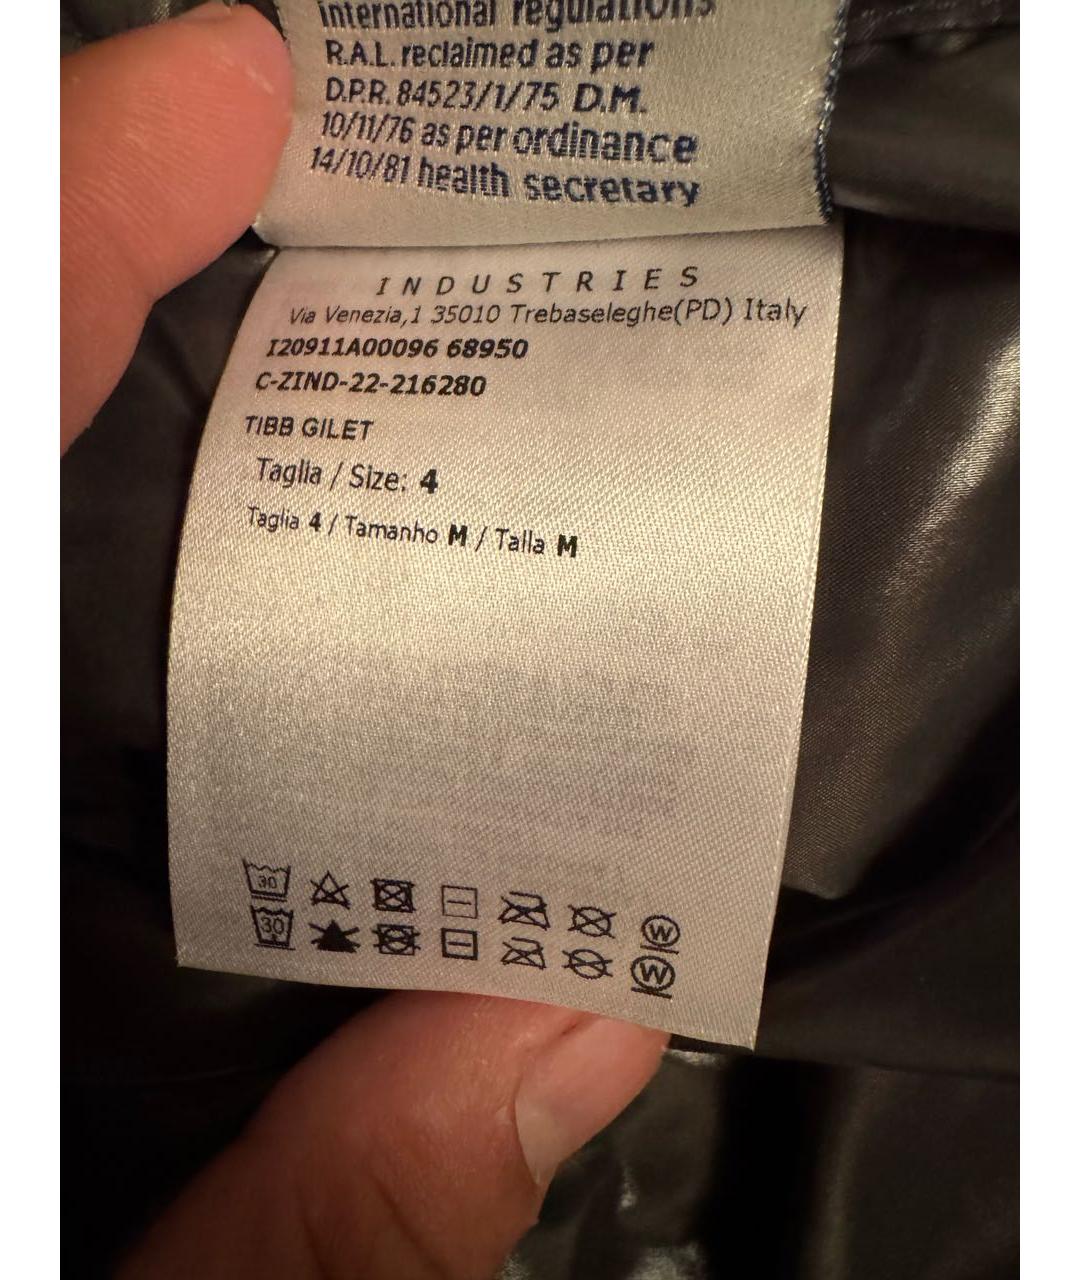 international regulations
R.A.L. reclaimed as per
D.P.R. 84523/1/75 D.M.
10/11/76 as per ordinance
14/10/81 health secretary
INDUSTRIES
Via Venezia,1 35010 Trebaseleghe(PD) Italy
I20911A00096 68950
C-ZIND-22-216280
TIBB GILET
Taglia / Size: 4
Taglia 4 / Tamanho M / Talla M
30
W
30
W